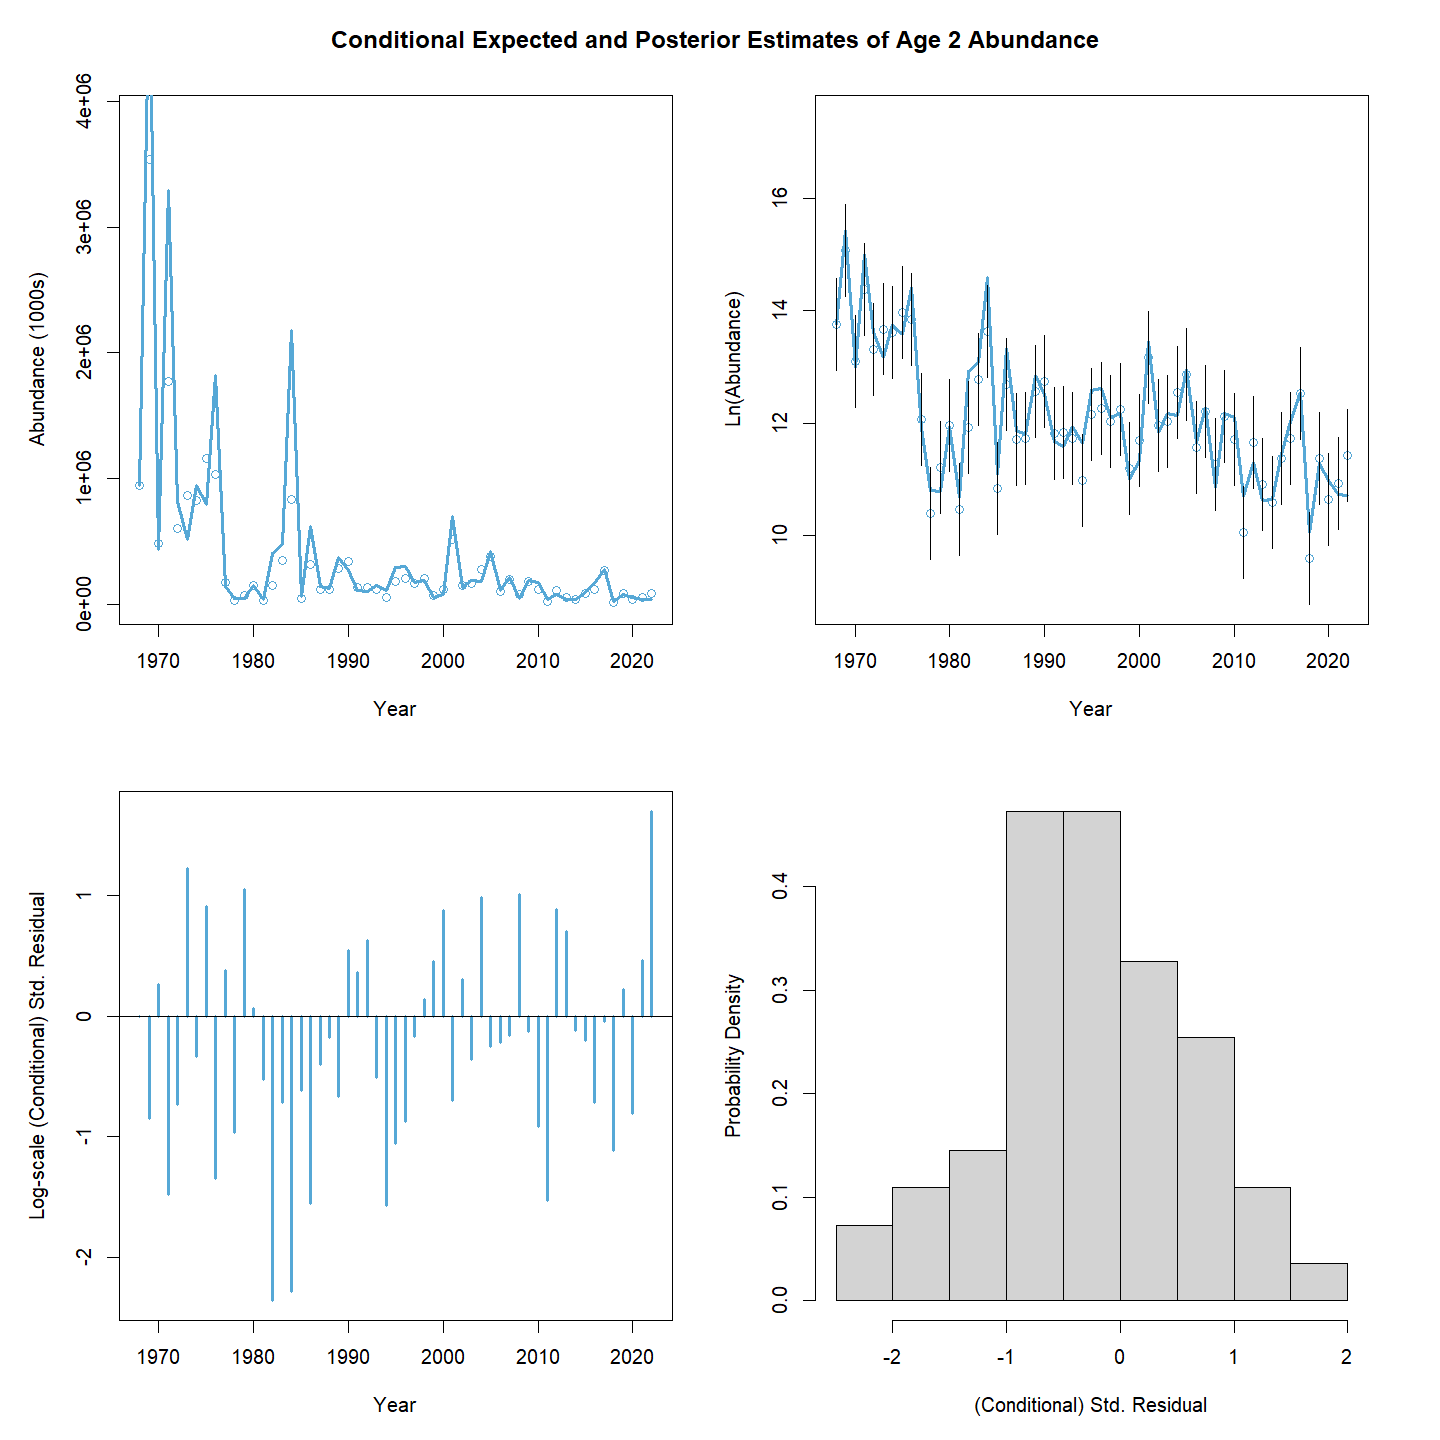 Conditional Expected and Posterior Estimates of Age 2 Abundance
Abundance (1000s)
4e+06
3e+06
2e+06
1e+06
0e+00
1970 1980 1990 2000 2010 2020
Year
Ln(Abundance)
16
14
12
10
1970 1980 1990 2000 2010 2020
Year
Log-scale (Conditional) Std. Residual
1
0
-1
-2
1970 1980 1990 2000 2010 2020
Year
Probability Density
0.4
0.3
0.2
0.1
0.0
-2 -1 0 1 2
(Conditional) Std. Residual